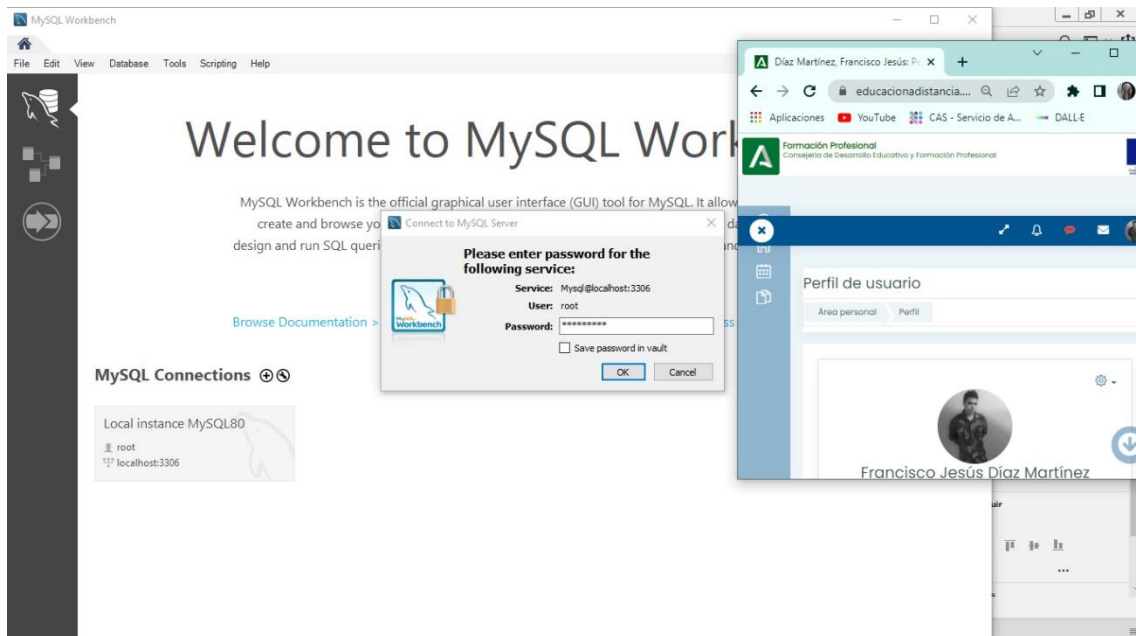 MySQL Workbench
File Edit View Database Tools Scripting Help
Welcome to MySQL Work
MySQL Workbench is the official graphical user interface (GUI) tool for MySQL. It allow
create and browse yo
design and run SQL queri
Browse Documentation >
MySQL Connections
Local instance MySQL80
root
localhost:3306
Connect to MySQL Server
Please enter password for the
following service:
Service: Mysql@localhost:3306
User: root
Password: *********
Save password in vault
OK Cancel
Díaz Martínez, Francisco Jesús:
educacionadistancia....
Aplicaciones YouTube CAS - Servicio de A... DALL·E
Formación Profesional
Consejería de Desarrollo Educativo y Formación Profesional
Perfil de usuario
Área personal Perfil
Francisco Jesús Díaz Martínez